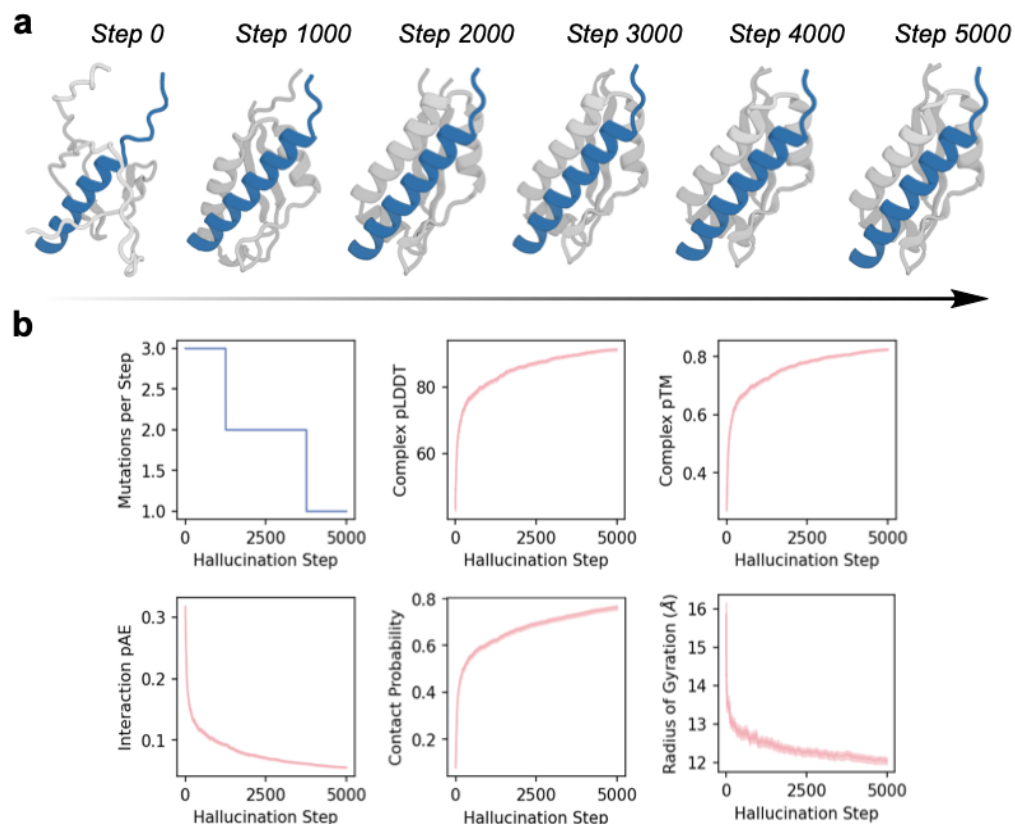 a
Step 0 Step 1000 Step 2000 Step 3000 Step 4000 Step 5000
b
Mutations per Step
3.0
2.5
2.0
1.5
1.0
0 2500 5000
Hallucination Step
Complex pLDDT
80
60
0 2500 5000
Hallucination Step
Complex pTM
0.8
0.6
0.4
0 2500 5000
Hallucination Step
Interaction pAE
0.3
0.2
0.1
0 2500 5000
Hallucination Step
Contact Probability
0.8
0.6
0.4
0.2
0 2500 5000
Hallucination Step
Radius of Gyration (Å)
16
15
14
13
12
0 2500 5000
Hallucination Step